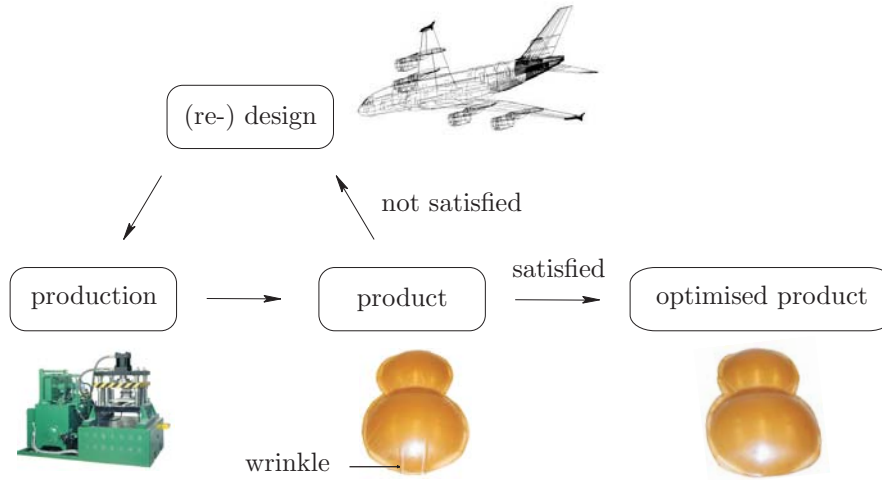 (re-) design
not satisfied
satisfied
production
product
optimised product
wrinkle